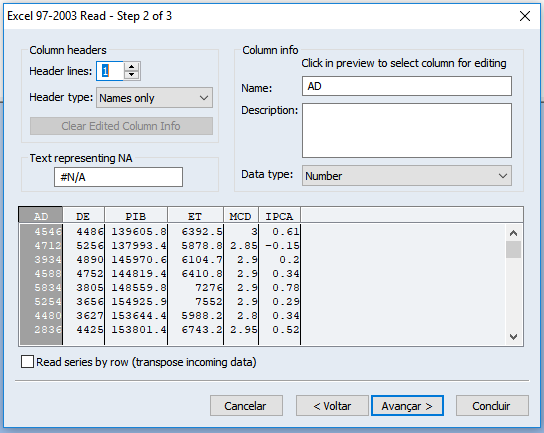 Excel 97-2003 Read - Step 2 of 3
Column headers
Header lines: 1
Header type: Names only
Clear Edited Column Info
Text representing NA
#N/A
Column info
Click in preview to select column for editing
Name: AD
Description:
Data type: Number
AD DE PIB ET MCD IPCA
4546 4486 139605.8 6392.5 3 0.61
4712 5256 137993.4 5878.8 2.85 -0.15
3934 4890 145970.6 6104.7 2.9 0.2
4588 4752 144819.4 6410.8 2.9 0.34
5834 3805 148559.8 7276 2.9 0.78
5254 3656 154925.9 7552 2.9 0.29
4480 3627 153644.4 5988.2 2.8 0.34
2836 4425 153801.4 6743.2 2.95 0.52
Read series by row (transpose incoming data)
Cancelar < Voltar Avançar > Concluir